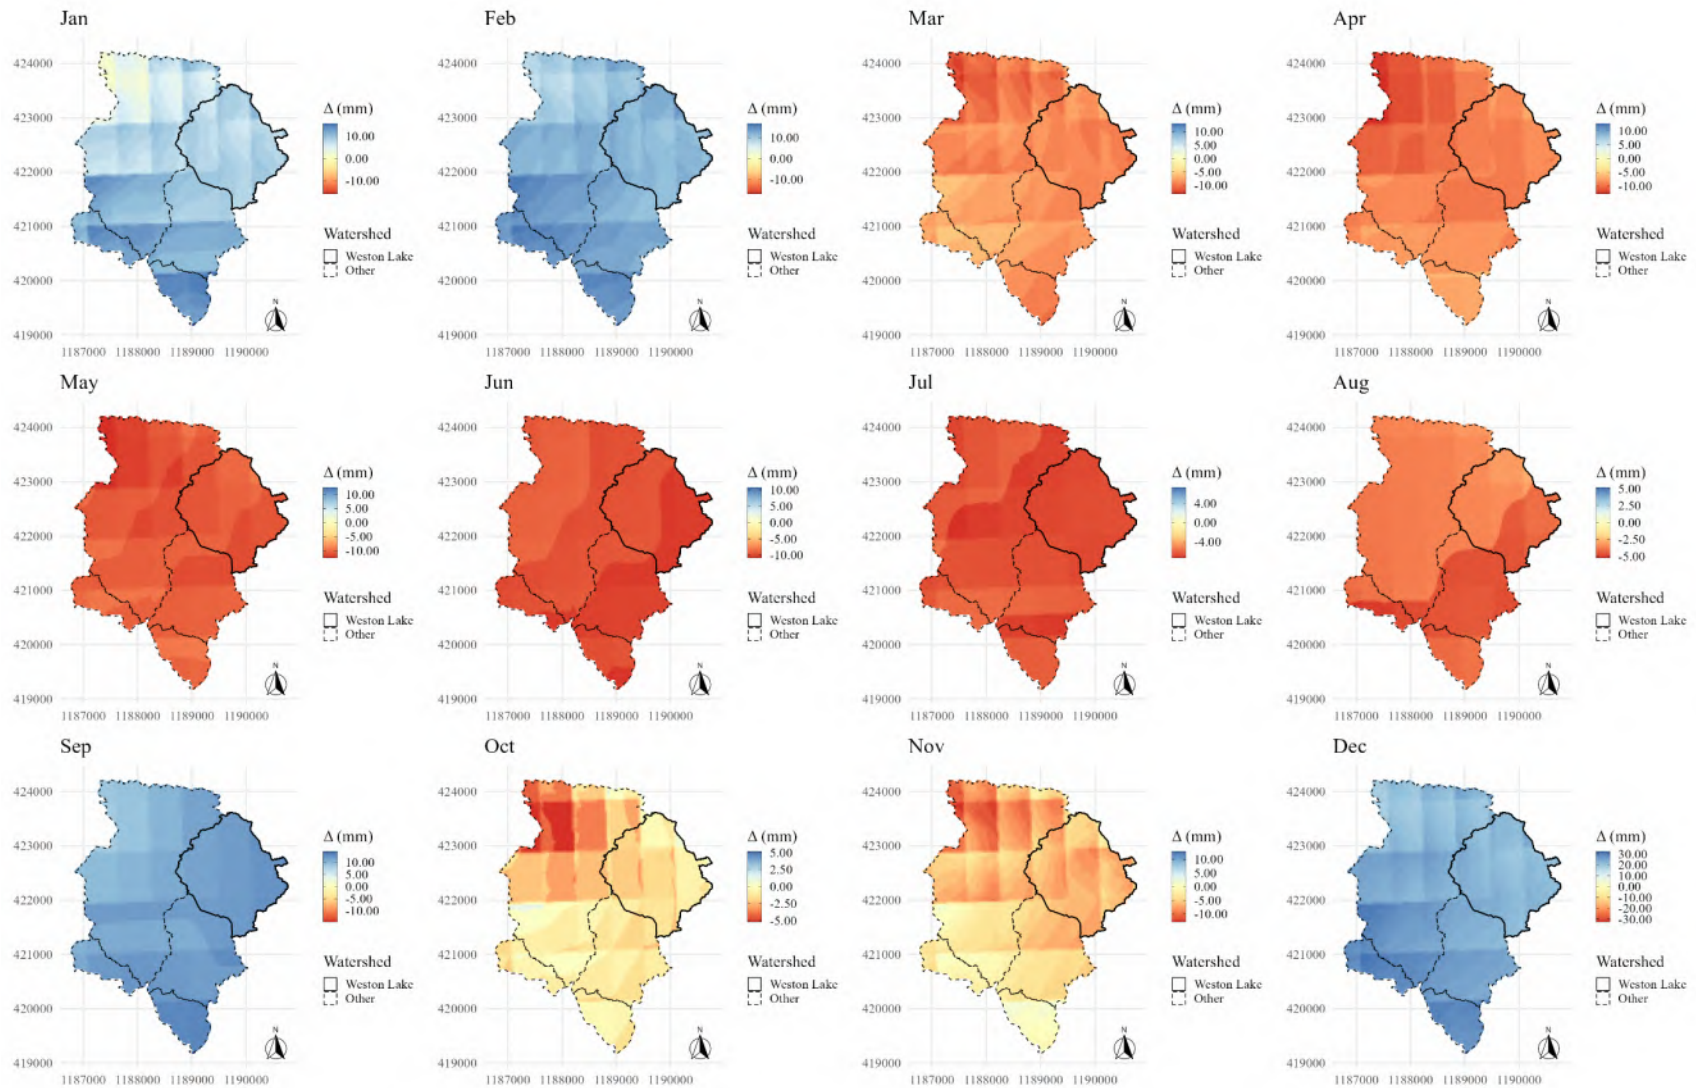 Jan
424000
423000
422000
421000
420000
419000
1187000 1188000 1189000 1190000
Δ (mm)
10.00
0.00
-10.00
Watershed
Weston Lake
Other
N
Feb
424000
423000
422000
421000
420000
419000
1187000 1188000 1189000 1190000
Δ (mm)
10.00
0.00
-10.00
Watershed
Weston Lake
Other
N
Mar
424000
423000
422000
421000
420000
419000
1187000 1188000 1189000 1190000
Δ (mm)
10.00
5.00
0.00
-5.00
-10.00
Watershed
Weston Lake
Other
N
Apr
424000
423000
422000
421000
420000
419000
1187000 1188000 1189000 1190000
Δ (mm)
10.00
5.00
0.00
-5.00
-10.00
Watershed
Weston Lake
Other
N
May
424000
423000
422000
421000
420000
419000
1187000 1188000 1189000 1190000
Δ (mm)
10.00
5.00
0.00
-5.00
-10.00
Watershed
Weston Lake
Other
N
Jun
424000
423000
422000
421000
420000
419000
1187000 1188000 1189000 1190000
Δ (mm)
10.00
5.00
0.00
-5.00
-10.00
Watershed
Weston Lake
Other
N
Jul
424000
423000
422000
421000
420000
419000
1187000 1188000 1189000 1190000
Δ (mm)
4.00
0.00
-4.00
Watershed
Weston Lake
Other
N
Aug
424000
423000
422000
421000
420000
419000
1187000 1188000 1189000 1190000
Δ (mm)
5.00
2.50
0.00
-2.50
-5.00
Watershed
Weston Lake
Other
N
Sep
424000
423000
422000
421000
420000
419000
1187000 1188000 1189000 1190000
Δ (mm)
10.00
5.00
0.00
-5.00
-10.00
Watershed
Weston Lake
Other
N
Oct
424000
423000
422000
421000
420000
419000
1187000 1188000 1189000 1190000
Δ (mm)
5.00
2.50
0.00
-2.50
-5.00
Watershed
Weston Lake
Other
N
Nov
424000
423000
422000
421000
420000
419000
1187000 1188000 1189000 1190000
Δ (mm)
10.00
5.00
0.00
-5.00
-10.00
Watershed
Weston Lake
Other
N
Dec
424000
423000
422000
421000
420000
419000
1187000 1188000 1189000 1190000
Δ (mm)
30.00
20.00
10.00
0.00
-10.00
-20.00
-30.00
Watershed
Weston Lake
Other
N